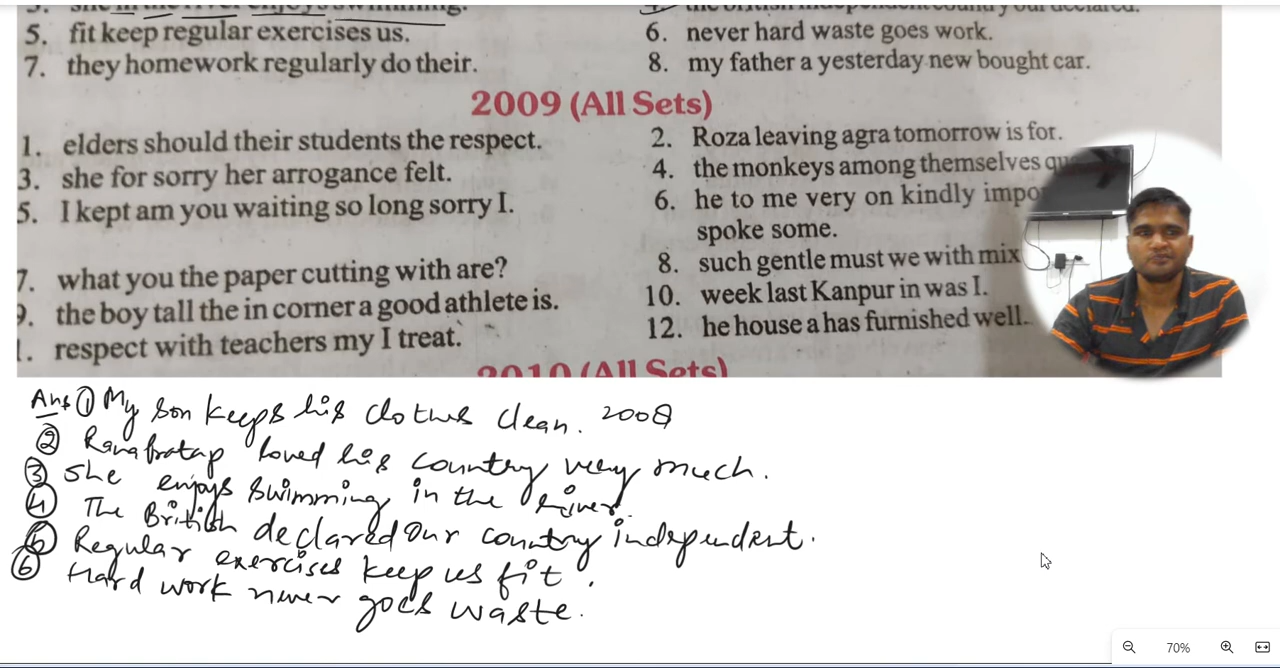 5. fit keep regular exercises us.
6. never hard waste goes work.
7. they homework regularly do their.
8. my father a yesterday new bought car.
2009 (All Sets)
1. elders should their students the respect.
2. Roza leaving agra tomorrow is for.
3. she for sorry her arrogance felt.
4. the monkeys among themselves
5. I kept am you waiting so long sorry I.
6. he to me very on kindly
spoke some.
7. what you the paper cutting with are?
8. such gentle must we with
9. the boy tall the in corner a good athlete is.
10. week last Kanpur in was I.
respect with teachers my I treat.
12. he house a has furnished well.
2010 (All Sets)
Ans ① My son keeps his clothes clean. 2008
② Ranapratap loved his country very much.
③ She enjoys swimming in the river.
④ The British declared our country independent.
Regular exercises keep us fit.
⑥ Hard work never goes waste.
70%